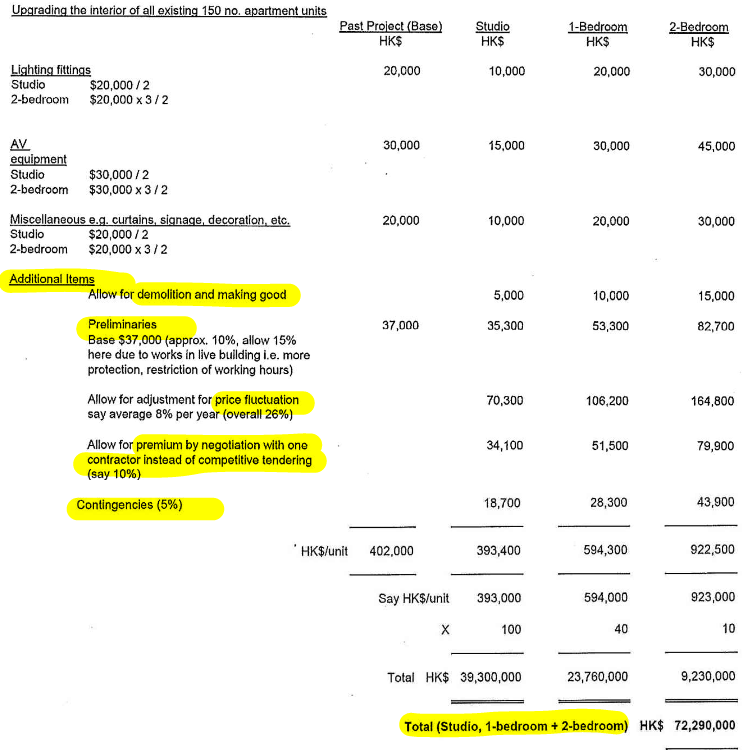 Upgrading the interior of all existing 150 no. apartment units
Past Project (Base) Studio 1-Bedroom 2-Bedroom
HK$ HK$ HK$ HK$
Lighting fittings 20,000 10,000 20,000 30,000
Studio $20,000 / 2
2-bedroom $20,000 x 3 / 2
AV 30,000 15,000 30,000 45,000
equipment
Studio $30,000 / 2
2-bedroom $30,000 x 3 / 2
Miscellaneous e.g. curtains, signage, decoration, etc. 20,000 10,000 20,000 30,000
Studio $20,000 / 2
2-bedroom $20,000 x 3 / 2
Additional Items
Allow for demolition and making good 5,000 10,000 15,000
Preliminaries 37,000 35,300 53,300 82,700
Base $37,000 (approx. 10%, allow 15%
here due to works in live building i.e. more
protection, restriction of working hours)
Allow for adjustment for price fluctuation 70,300 106,200 164,800
say average 8% per year (overall 26%)
Allow for premium by negotiation with one 34,100 51,500 79,900
contractor instead of competitive tendering
(say 10%)
Contingencies (5%) 18,700 28,300 43,900
HK$/unit 402,000 393,400 594,300 922,500
Say HK$/unit 393,000 594,000 923,000
X 100 40 10
Total HK$ 39,300,000 23,760,000 9,230,000
Total (Studio, 1-bedroom + 2-bedroom) HK$ 72,290,000